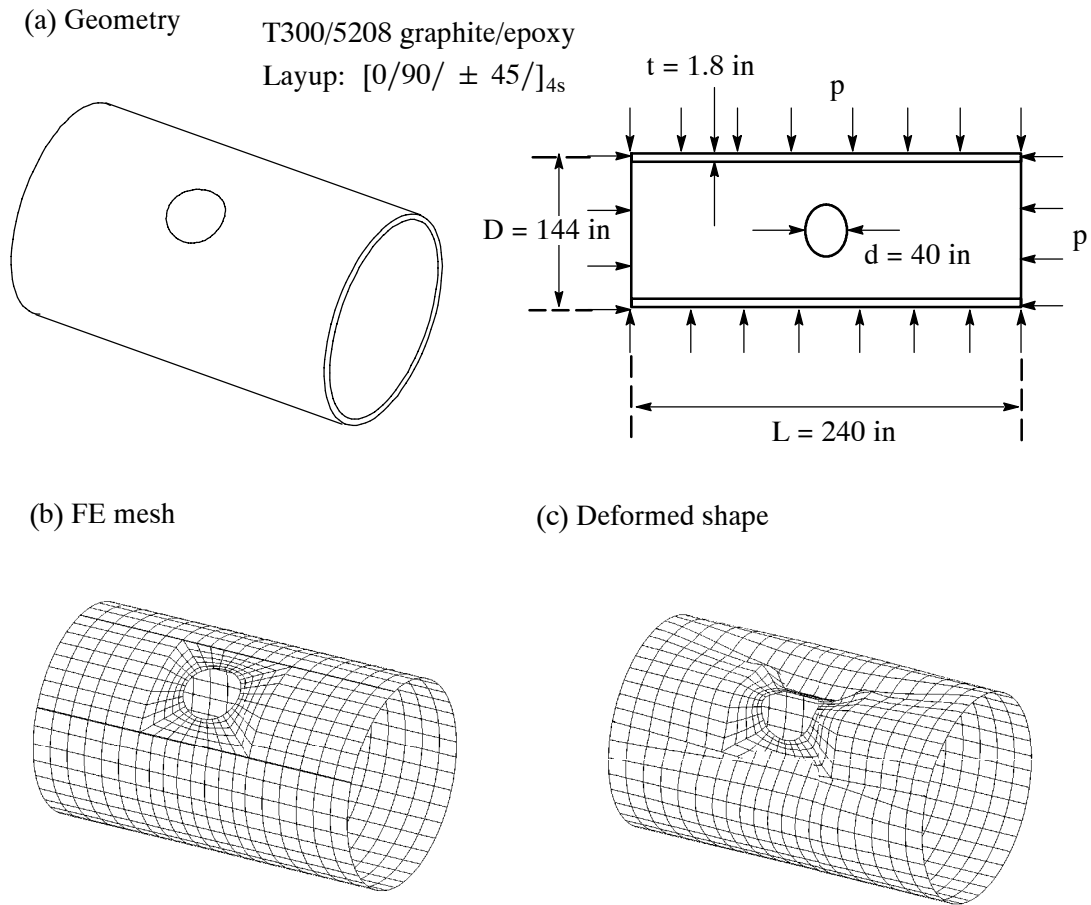 (a) Geometry
T300/5208 graphite/epoxy
Layup: [0/90/ ± 45/]4s
t = 1.8 in
p
D = 144 in
d = 40 in
p
L = 240 in
(b) FE mesh
(c) Deformed shape